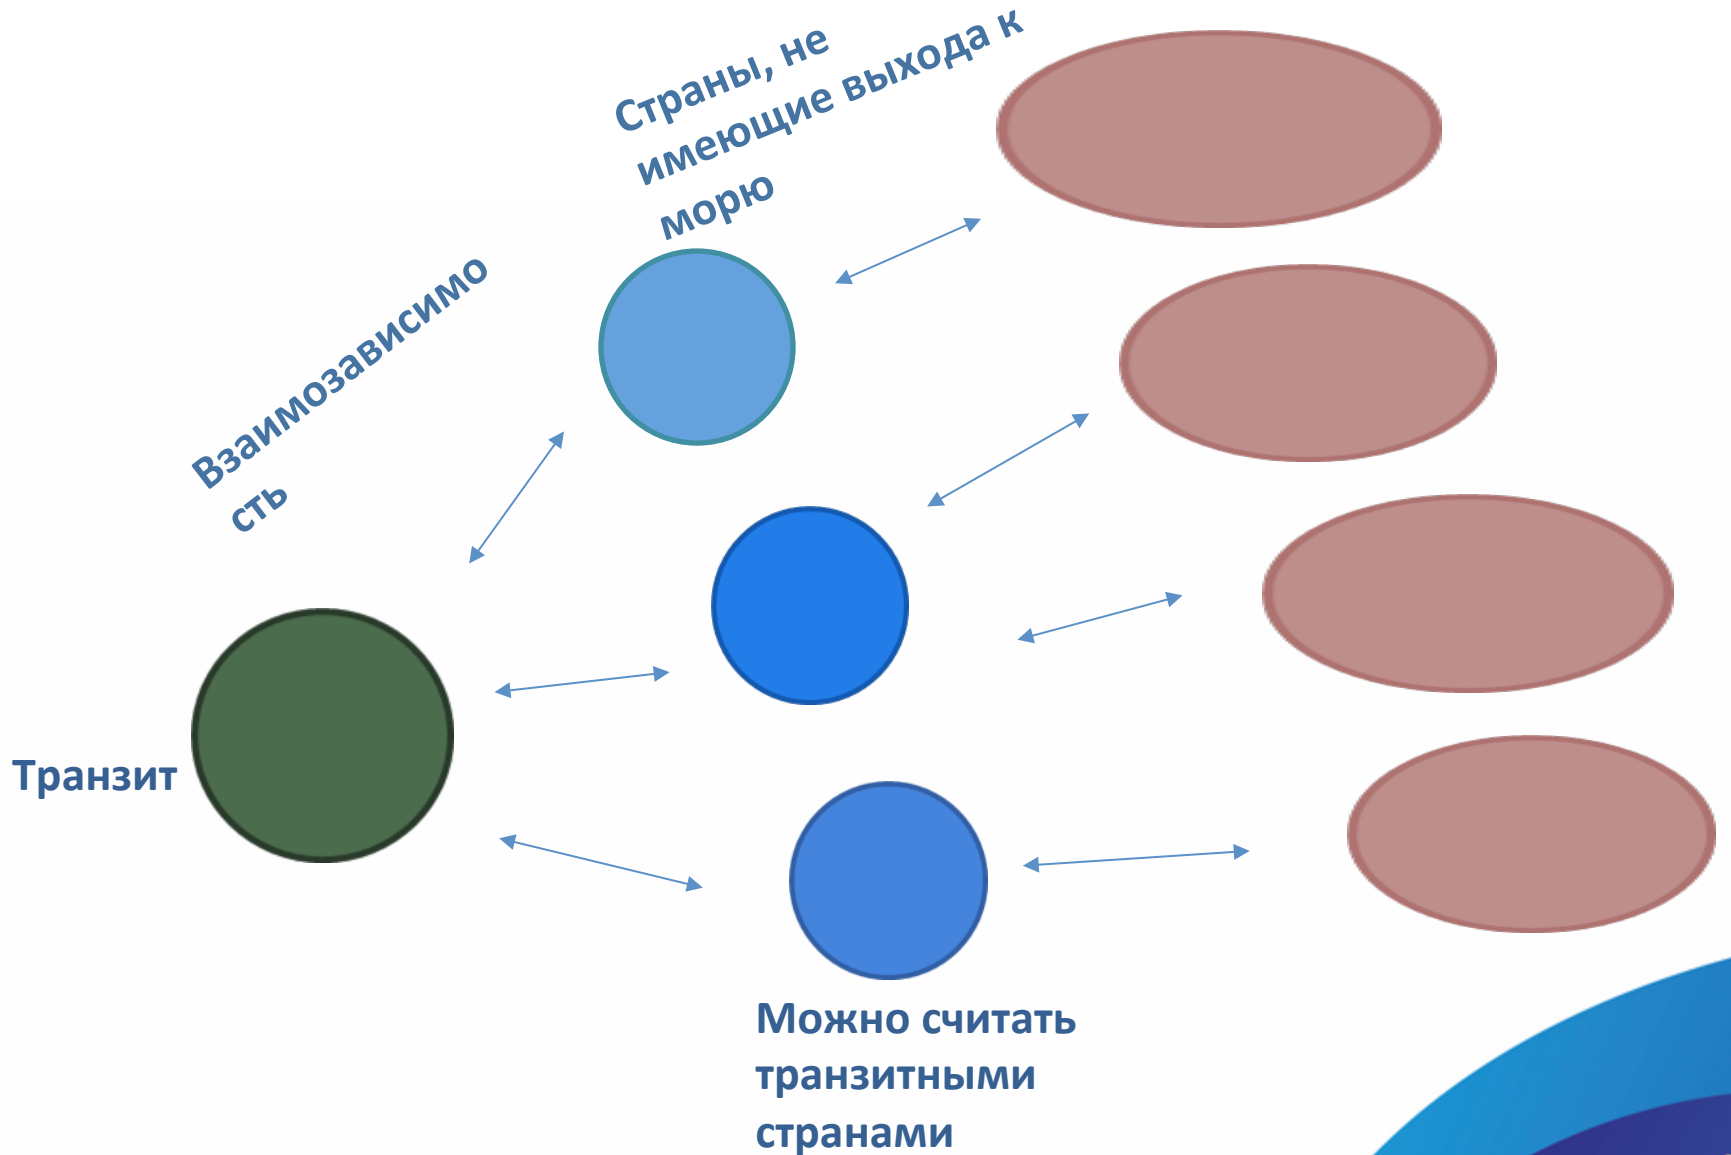 Страны, не
имеющие выхода к
морю
Взаимозависимо
сть
Транзит
Можно считать
транзитными
странами